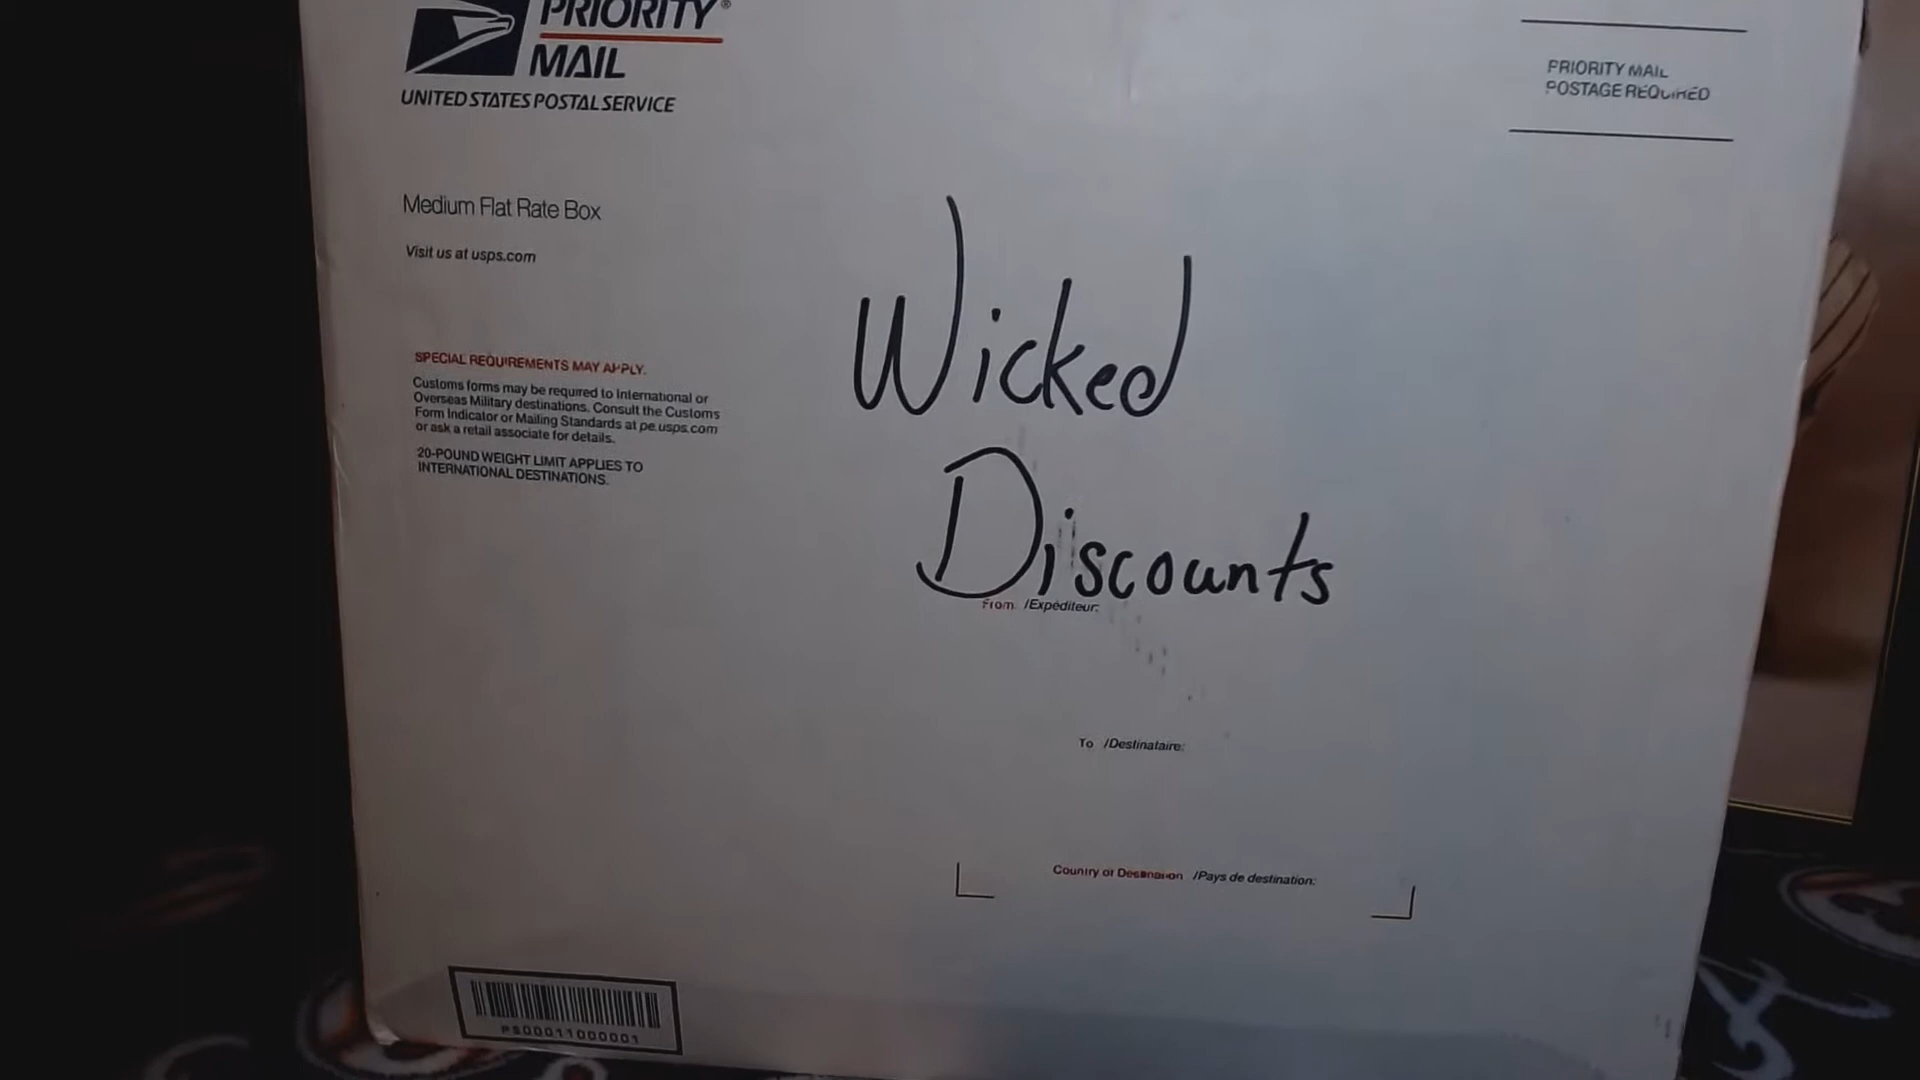 PRIORITY®
MAIL
UNITED STATES POSTAL SERVICE
PRIORITY MAIL
POSTAGE REQUIRED
Medium Flat Rate Box
Visit us at usps.com
SPECIAL REQUIREMENTS MAY APPLY.
Customs forms may be required to International or
Overseas Military destinations. Consult the Customs
Form Indicator or Mailing Standards at pe.usps.com
or ask a retail associate for details.
20-POUND WEIGHT LIMIT APPLIES TO
INTERNATIONAL DESTINATIONS.
Wicked
Discounts
From: /Expéditeur:
To /Destinataire:
Country of Destination /Pays de destination:
PS00011000001